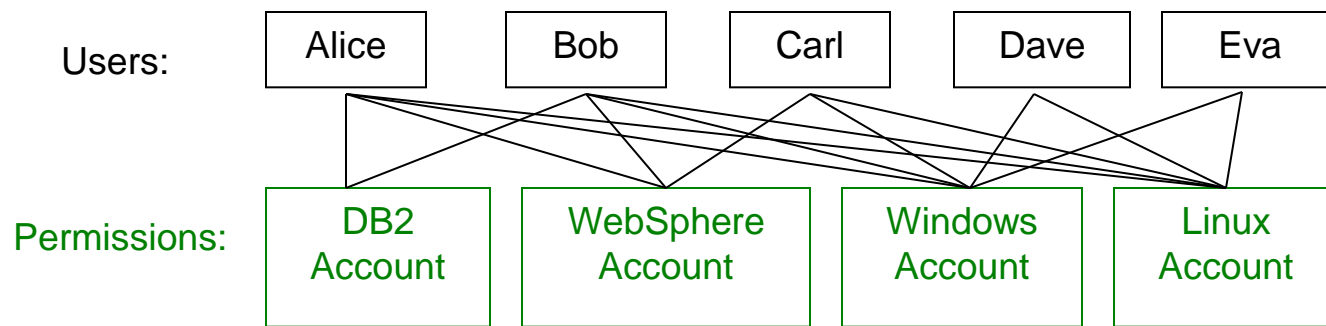 Users:
Alice
Bob
Carl
Dave
Eva
Permissions:
DB2
Account
WebSphere
Account
Windows
Account
Linux
Account